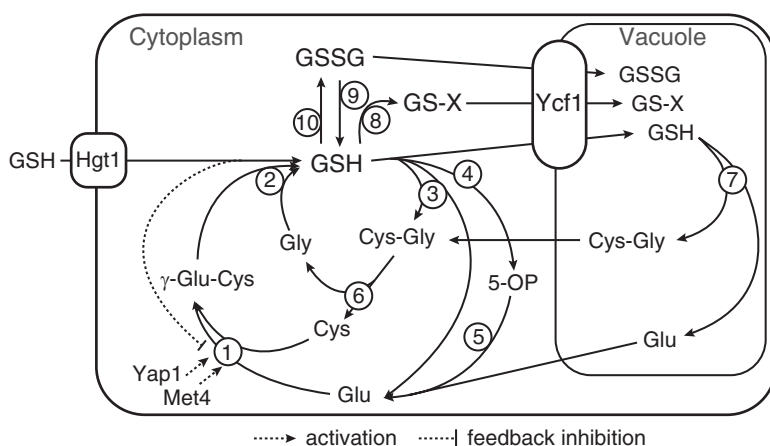 Cytoplasm
Vacuole
GSSG
GSSG
10
9
8
GS-X
Ycf1
GS-X
GSH
GSH
Hgt1
GSH
2
3
4
7
Gly
Cys-Gly
Cys-Gly
γ-Glu-Cys
5-OP
6
Cys
5
1
Yap1
Met4
Glu
Glu
activation
feedback inhibition